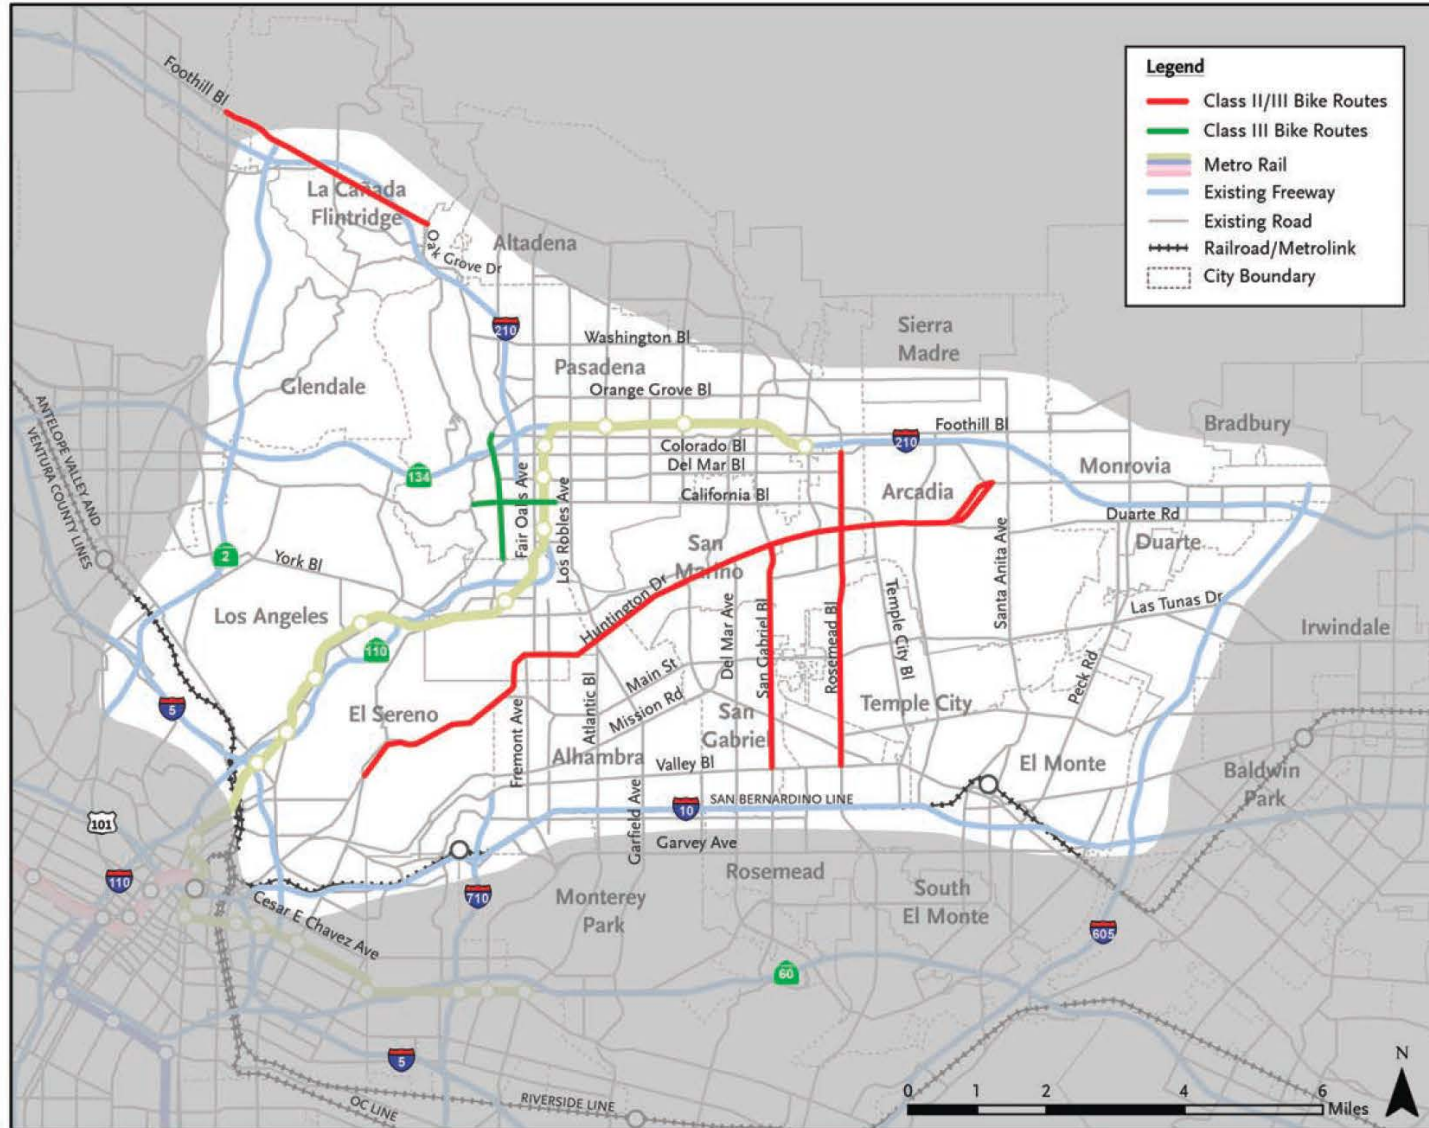 Legend
Class II/III Bike Routes
Class III Bike Routes
Metro Rail
Existing Freeway
Existing Road
Railroad/Metrolink
City Boundary
Foothill Bl
La Cañada
Flintridge
Oak Grove Dr
Altadena
210
Washington Bl
Sierra
Madre
Pasadena
Glendale
Orange Grove Bl
ANTELOPE VALLEY AND
VENTURA COUNTY LINES
Foothill Bl
Bradbury
210
Colorado Bl
Del Mar Bl
Monrovia
134
California Bl
Arcadia
Fair Oaks Ave
Los Robles Ave
Duarte Rd
Duarte
2
York Bl
San
Marino
Santa Anita Ave
Los Angeles
Huntington Dr
Del Mar Ave
San Gabriel Bl
Rosemead Bl
Temple City Bl
Las Tunas Dr
Irwindale
110
Main St
Mission Rd
Peck Rd
5
El Sereno
Atlantic Bl
Fremont Ave
San
Gabriel
Temple City
Alhambra
Valley Bl
El Monte
Baldwin
Park
SAN BERNARDINO LINE
10
Garfield Ave
Garvey Ave
101
110
Rosemead
710
Cesar E Chavez Ave
Monterey
Park
South
El Monte
605
60
5
N
0 1 2 4 6
Miles
OC LINE
RIVERSIDE LINE